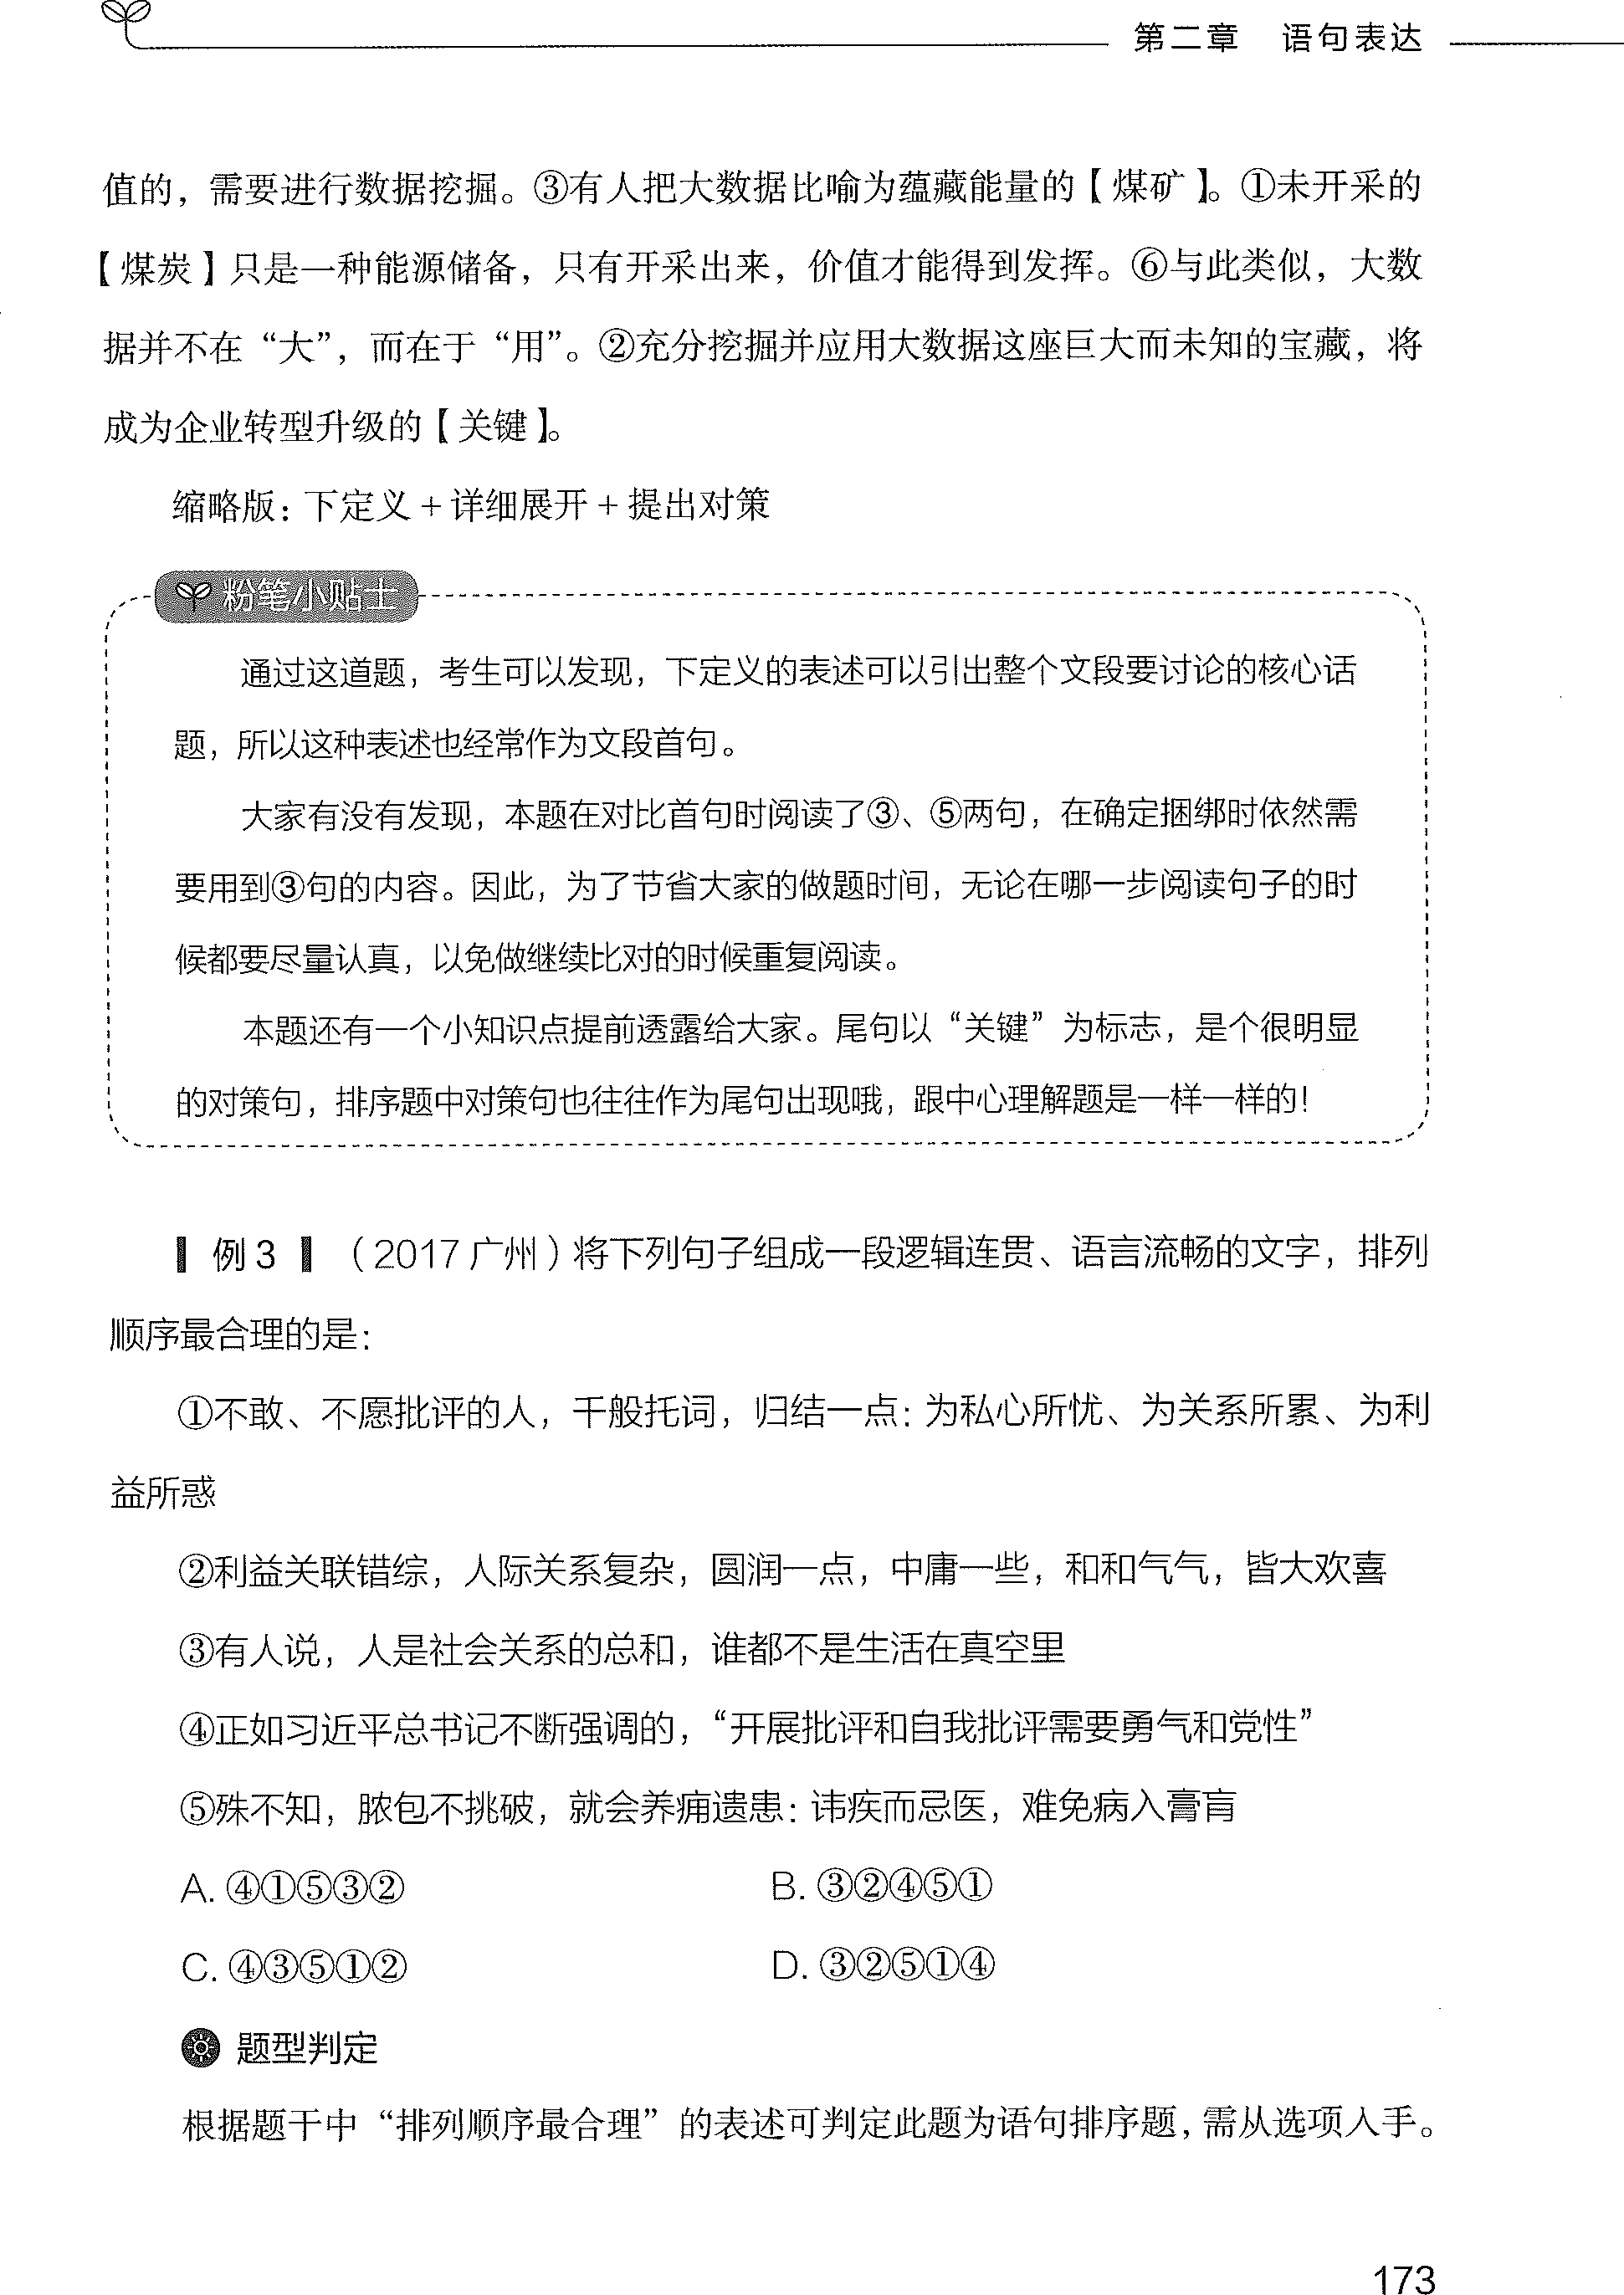 第二章 语句表达
值的，需要进行数据挖掘。③有人把大数据比喻为蕴藏能量的【煤矿】。①未开采的
【煤炭】只是一种能源储备，只有开采出来，价值才能得到发挥。⑥与此类似，大数
据并不在“大”，而在于“用”。②充分挖掘并应用大数据这座巨大而未知的宝藏，将
成为企业转型升级的【关键】。
缩略版：下定义＋详细展开＋提出对策
粉笔小贴士
通过这道题，考生可以发现，下定义的表述可以引出整个文段要讨论的核心话
题，所以这种表述也经常作为文段首句。
大家有没有发现，本题在对比首句时阅读了③、⑤两句，在确定捆绑时依然需
要用到③句的内容。因此，为了节省大家的做题时间，无论在哪一步阅读句子的时
候都要尽量认真，以免做继续比对的时候重复阅读。
本题还有一个小知识点提前透露给大家。尾句以“关键”为标志，是个很明显
的对策句，排序题中对策句也往往作为尾句出现哦，跟中心理解题是一样一样的！
例3（2017广州）将下列句子组成一段逻辑连贯、语言流畅的文字，排列
顺序最合理的是：
①不敢、不愿批评的人，千般托词，归结一点：为私心所忧、为关系所累、为利
益所惑
②利益关联错综，人际关系复杂，圆润一点，中庸一些，和和气气，皆大欢喜
③有人说，人是社会关系的总和，谁都不是生活在真空里
④正如习近平总书记不断强调的，“开展批评和自我批评需要勇气和党性”
⑤殊不知，脓包不挑破，就会养痈遗患：讳疾而忌医，难免病入膏肓
A. ④①⑤③② B. ③②④⑤①
C. ④③⑤①② D. ③②⑤①④
题型判定
根据题干中“排列顺序最合理”的表述可判定此题为语句排序题，需从选项入手。
173